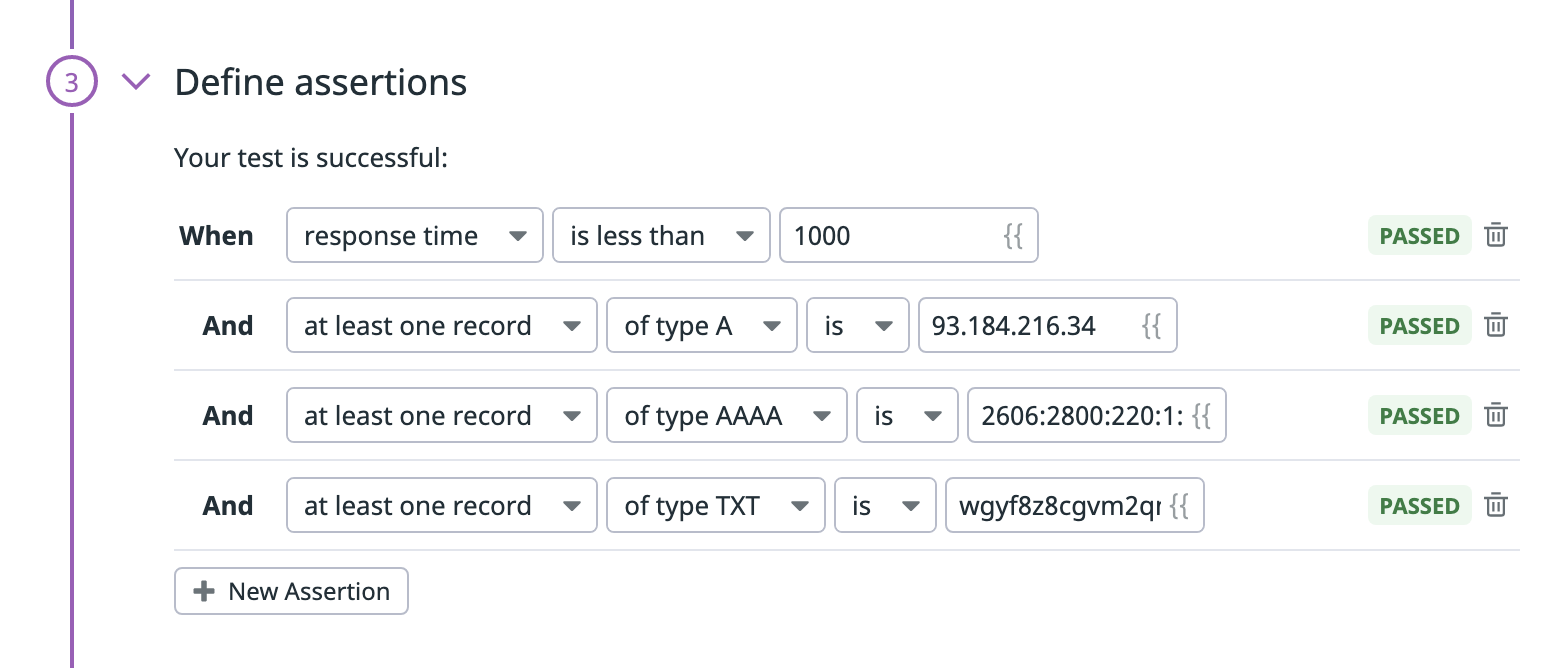 3 Define assertions
Your test is successful:
When response time is less than 1000 {{ PASSED
And at least one record of type A is 93.184.216.34 {{ PASSED
And at least one record of type AAAA is 2606:2800:220:1: {{ PASSED
And at least one record of type TXT is {{ PASSED
New Assertion